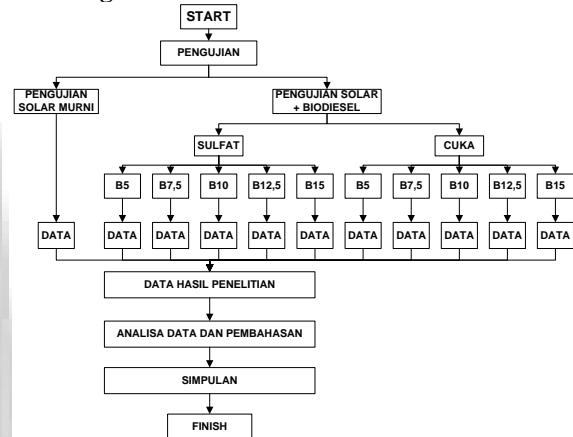 START
PENGUJIAN
PENGUJIAN
SOLAR MURNI
PENGUJIAN SOLAR
+ BIODIESEL
SULFAT
CUKA
B5 B7,5 B10 B12,5 B15 B5 B7,5 B10 B12,5 B15
DATA DATA DATA DATA DATA DATA DATA DATA DATA DATA DATA
DATA HASIL PENELITIAN
ANALISA DATA DAN PEMBAHASAN
SIMPULAN
FINISH